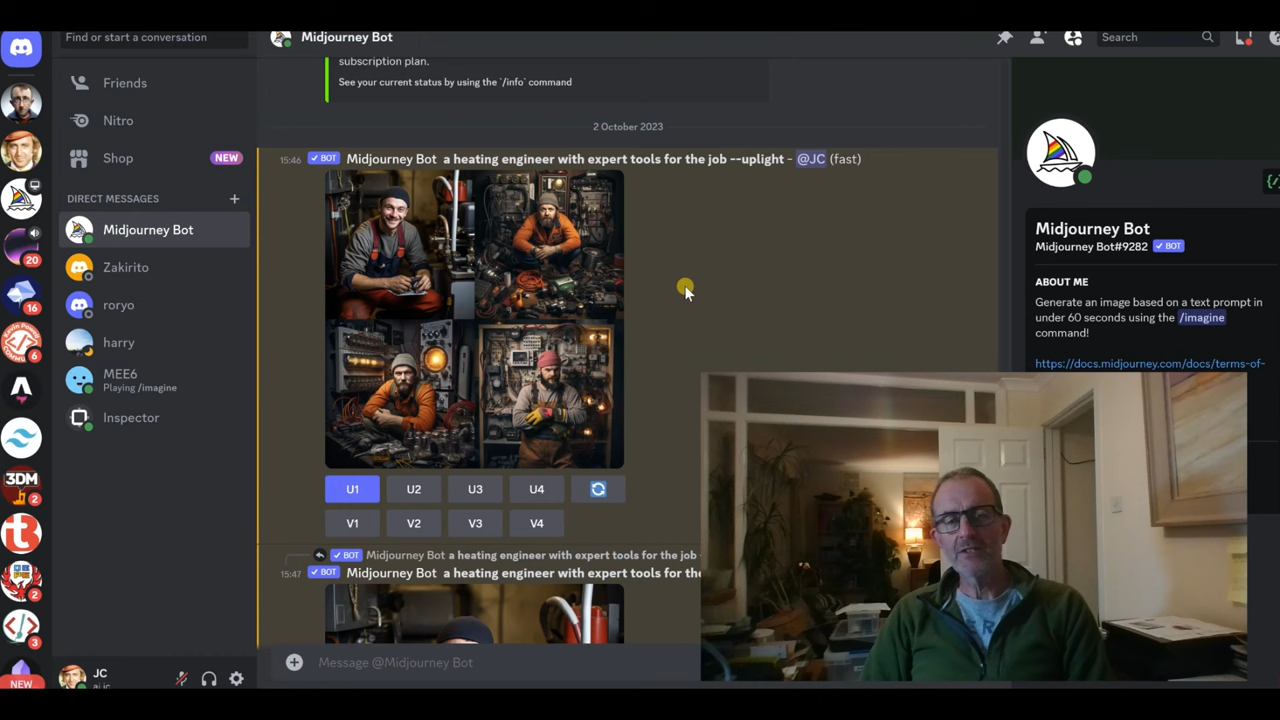 Find or start a conversation
Friends
Nitro
Shop
NEW
DIRECT MESSAGES
Midjourney Bot
Zakirito
roryo
harry
MEE6
Playing /imagine
Inspector
20
16
6
3DM
2
2
3
NEW
JC
Midjourney Bot
Search
subscription plan.
See your current status by using the `/info` command
2 October 2023
15:46 BOT Midjourney Bot a heating engineer with expert tools for the job --uplight - @JC (fast)
U1 U2 U3 U4
V1 V2 V3 V4
BOT Midjourney Bot a heating engineer with expert tools for the job -
15:47 BOT Midjourney Bot a heating engineer with expert tools for the
Message @Midjourney Bot
Midjourney Bot
Midjourney Bot#9282 BOT
ABOUT ME
Generate an image based on a text prompt in
under 60 seconds using the /imagine
command!
https://docs.midjourney.com/docs/terms-of-